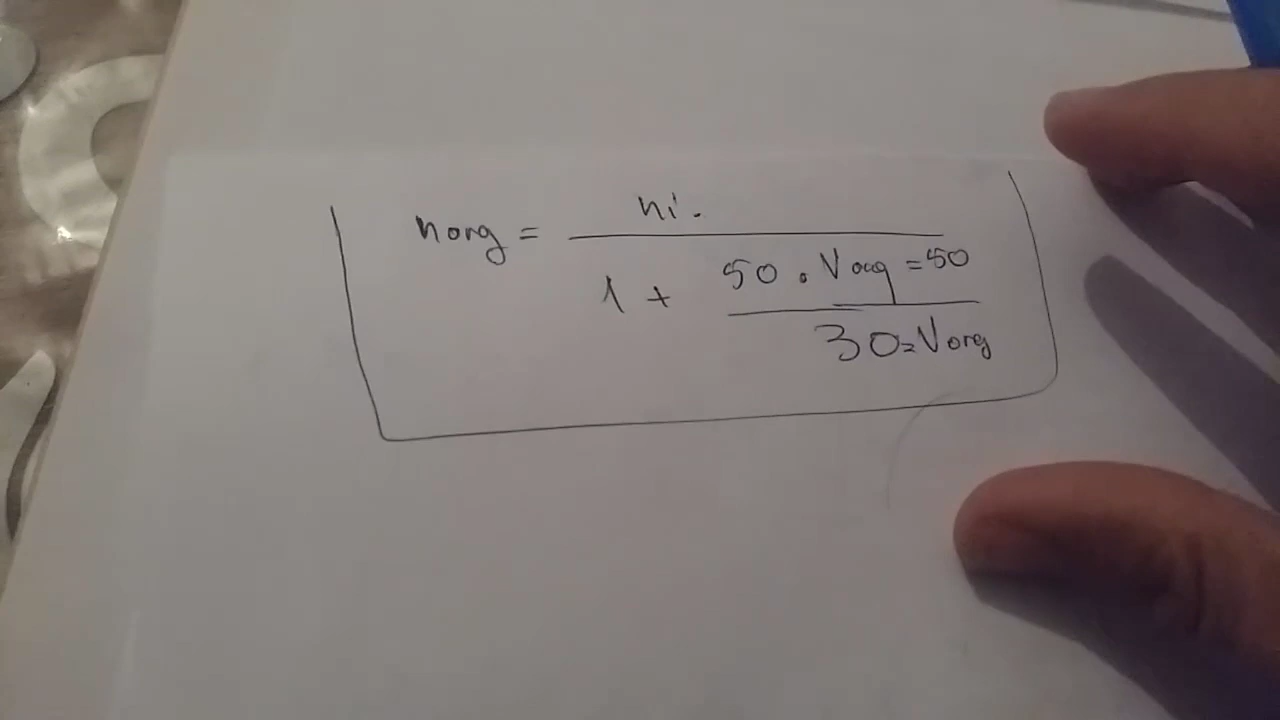 norg = ni.
1 + 50 . Vaq = 50
30 = Vorg